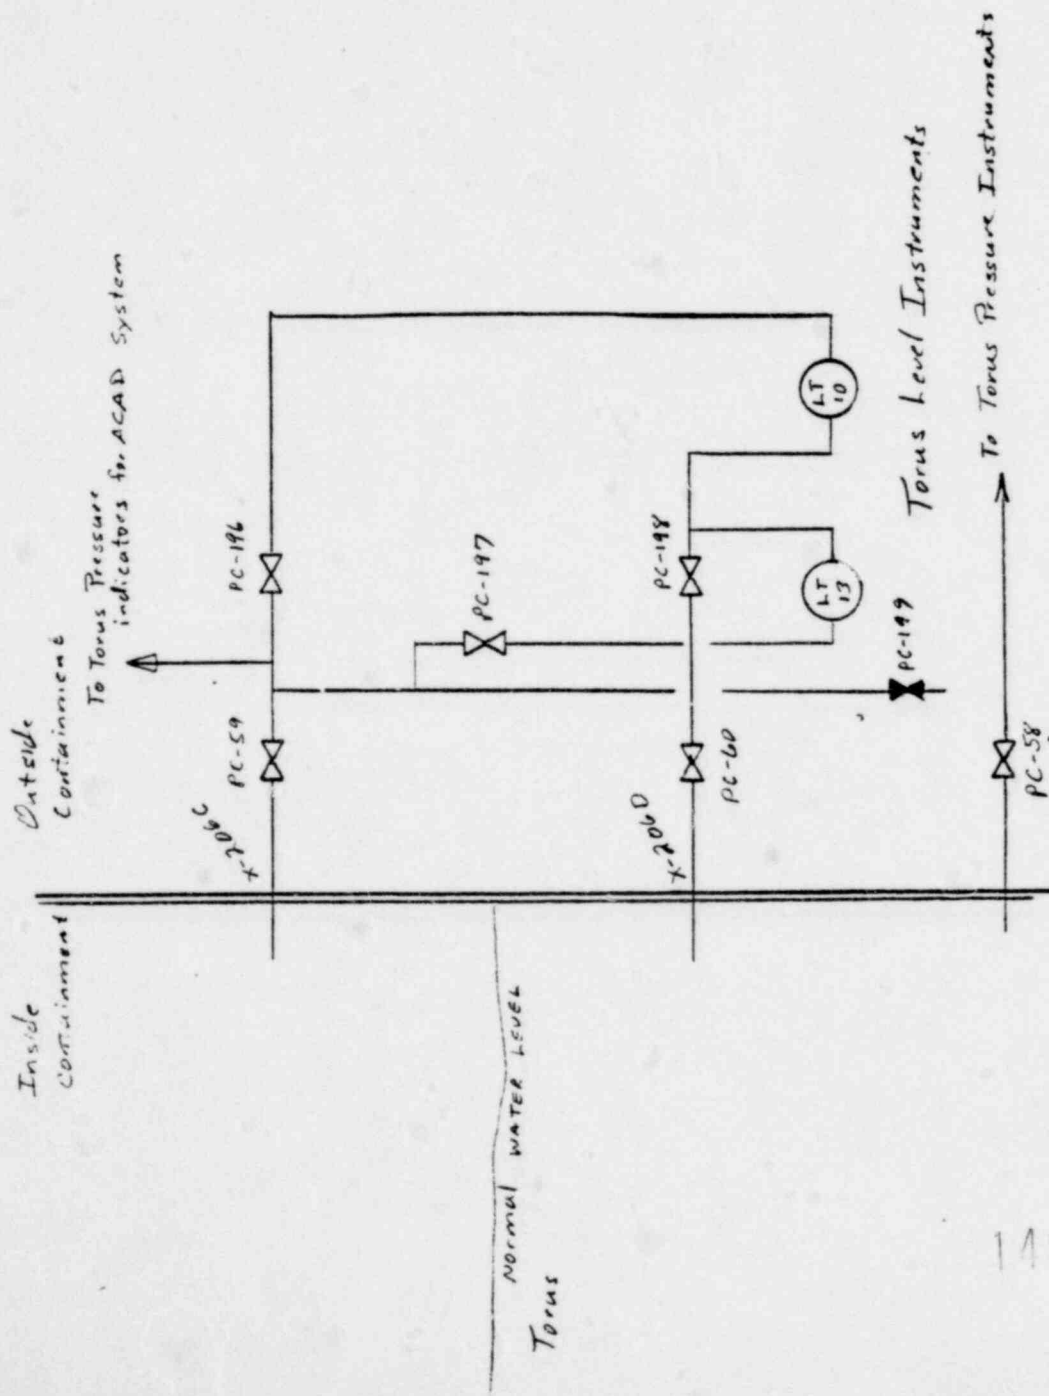 Inside
Containment
Outside
Containment
To Torus Pressure
indicators for ACAD System
X-206C
PC-59
PC-196
PC-197
X-206D
PC-60
PC-198
LT
10
LT
13
PC-199
Torus Level Instruments
PC-58
To Torus Pressure Instruments
Normal WATER LEVEL
Torus